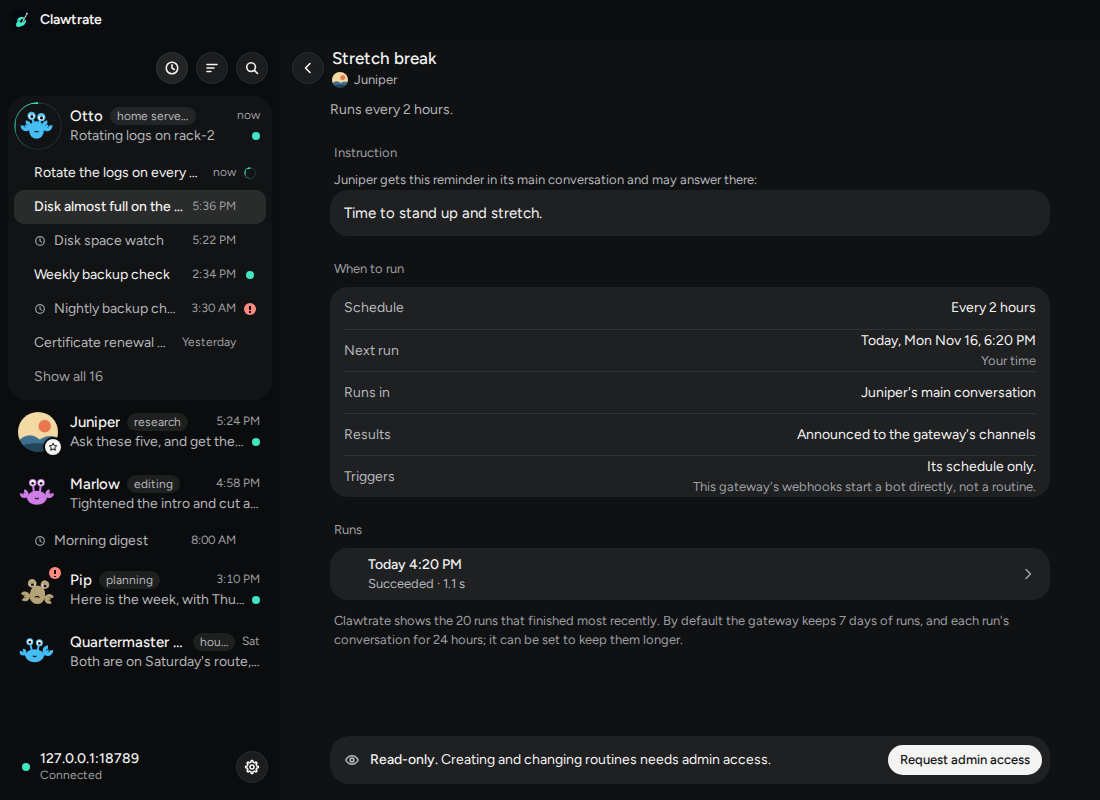 Clawtrate
Otto
home serve...
now
Rotating logs on rack-2
Rotate the logs on every ...
now
Disk almost full on the ...
5:36 PM
Disk space watch
5:22 PM
Weekly backup check
2:34 PM
Nightly backup ch...
3:30 AM
Certificate renewal ...
Yesterday
Show all 16
Juniper
research
5:24 PM
Ask these five, and get the...
Marlow
editing
4:58 PM
Tightened the intro and cut a...
Morning digest
8:00 AM
Pip
planning
3:10 PM
Here is the week, with Thu...
Quartermaster ...
hou...
Sat
Both are on Saturday's route,...
127.0.0.1:18789
Connected
Stretch break
Juniper
Runs every 2 hours.
Instruction
Juniper gets this reminder in its main conversation and may answer there:
Time to stand up and stretch.
When to run
Schedule
Every 2 hours
Next run
Today, Mon Nov 16, 6:20 PM
Your time
Runs in
Juniper's main conversation
Results
Announced to the gateway's channels
Triggers
Its schedule only.
This gateway's webhooks start a bot directly, not a routine.
Runs
Today 4:20 PM
Succeeded · 1.1 s
Clawtrate shows the 20 runs that finished most recently. By default the gateway keeps 7 days of runs, and each run's
conversation for 24 hours; it can be set to keep them longer.
Read-only. Creating and changing routines needs admin access.
Request admin access